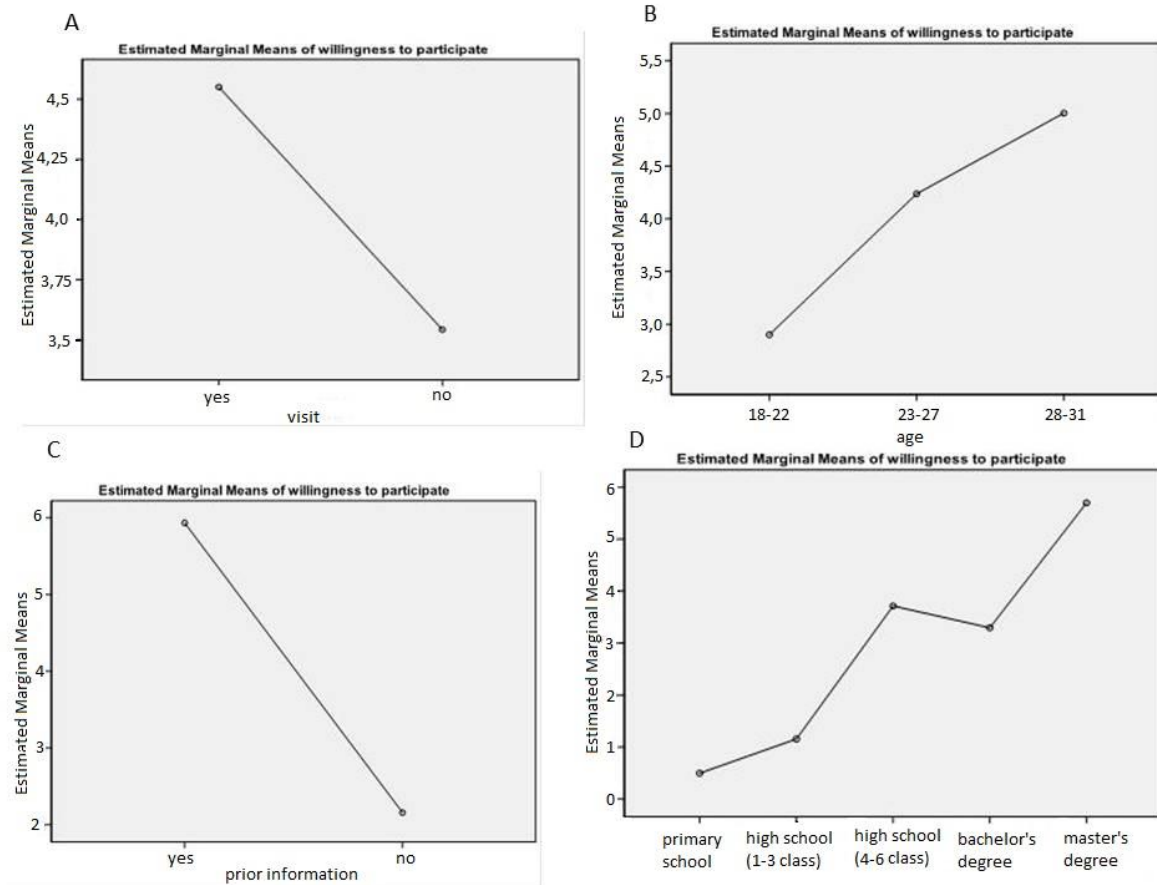 A
Estimated Marginal Means of willingness to participate
Estimated Marginal Means
4,5
4,25
4,0
3,75
3,5
yes
no
visit
B
Estimated Marginal Means of willingness to participate
Estimated Marginal Means
5,5
5,0
4,5
4,0
3,5
3,0
2,5
18-22
23-27
28-31
age
C
Estimated Marginal Means of willingness to participate
Estimated Marginal Means
6
5
4
3
2
yes
no
prior information
D
Estimated Marginal Means of willingness to participate
Estimated Marginal Means
6
5
4
3
2
1
0
primary
school
high school
(1-3 class)
high school
(4-6 class)
bachelor's
degree
master's
degree